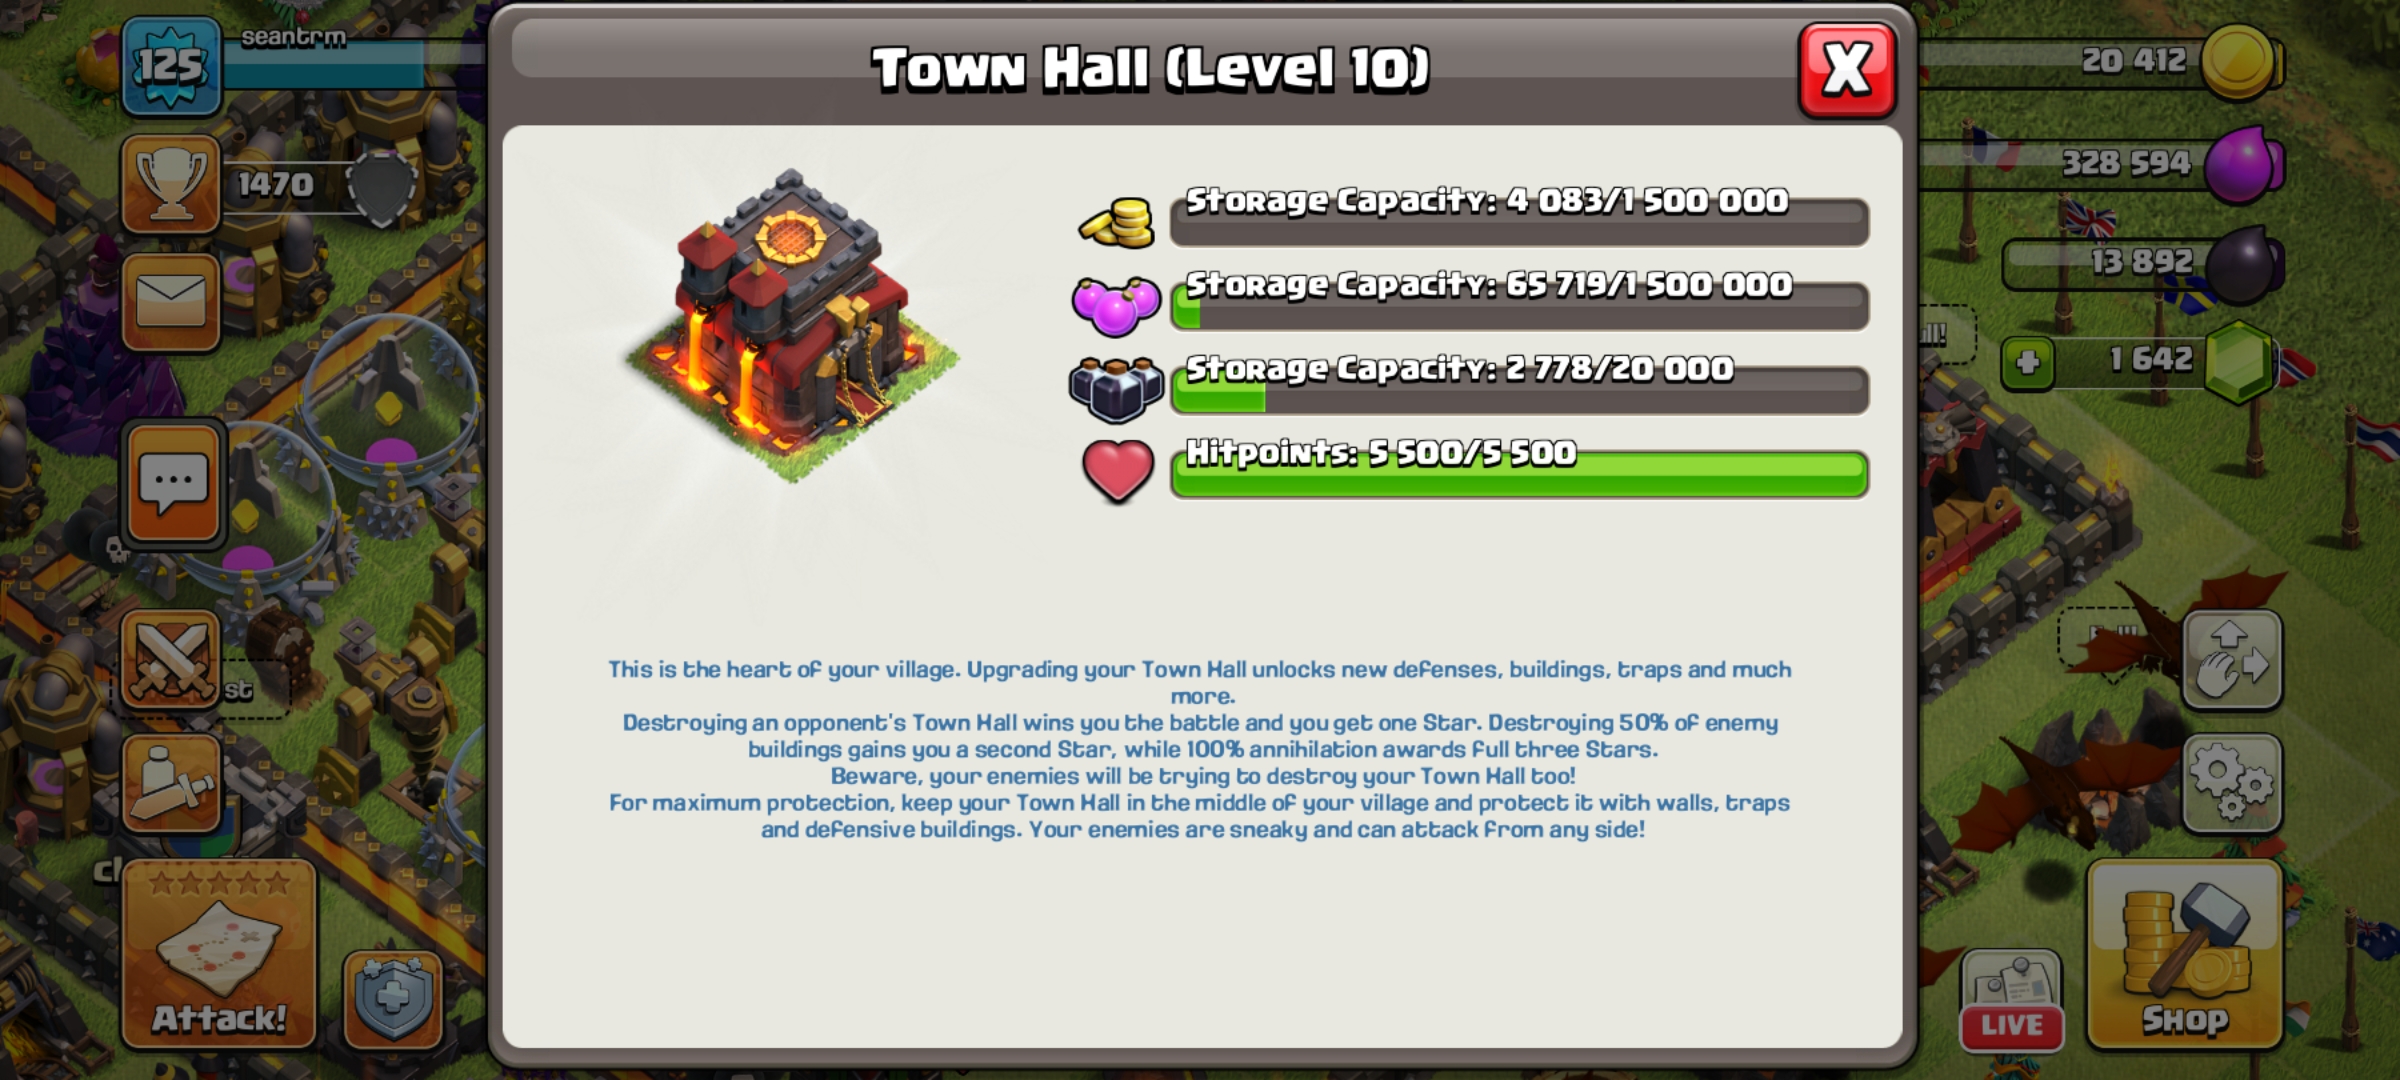 125
seantrm
1470
Town Hall (Level 10)
X
20 412
328 594
13 892
1 642
Storage Capacity: 4 083/1 500 000
Storage Capacity: 65 719/1 500 000
Storage Capacity: 2 778/20 000
Hitpoints: 5 500/5 500
This is the heart of your village. Upgrading your Town Hall unlocks new defenses, buildings, traps and much
more.
Destroying an opponent's Town Hall wins you the battle and you get one Star. Destroying 50% of enemy
buildings gains you a second Star, while 100% annihilation awards full three Stars.
Beware, your enemies will be trying to destroy your Town Hall too!
For maximum protection, keep your Town Hall in the middle of your village and protect it with walls, traps
and defensive buildings. Your enemies are sneaky and can attack from any side!
Attack!
LIVE
Shop